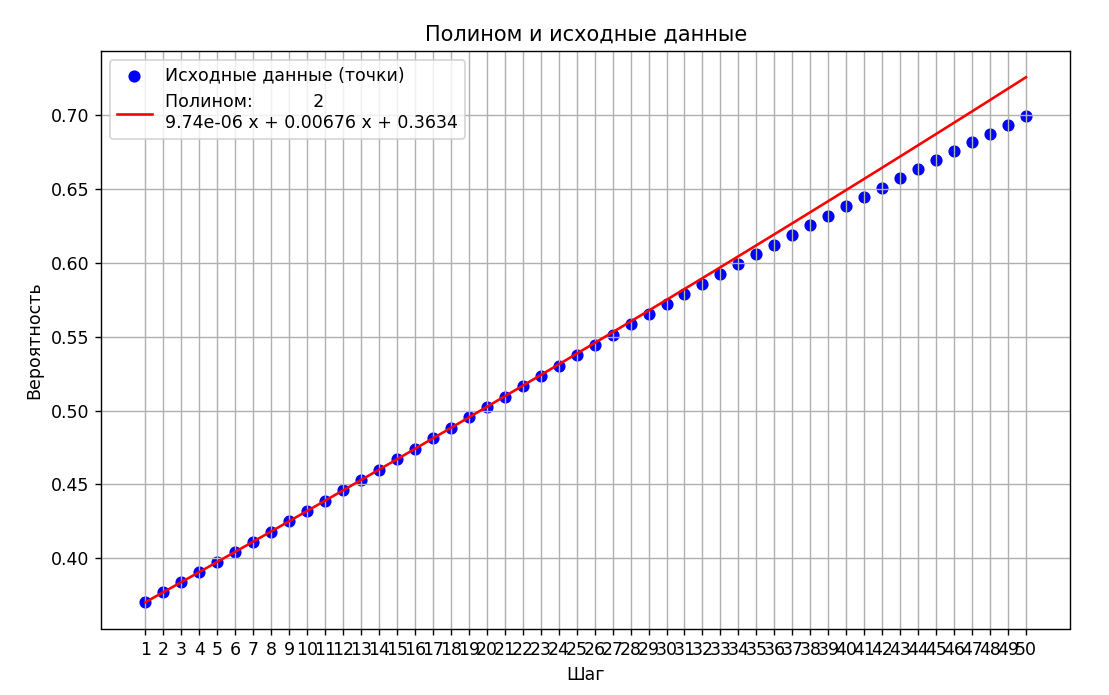 Полином и исходные данные
Исходные данные (точки)
Полином: 2
9.74e-06 x + 0.00676 x + 0.3634
Вероятность
0.70
0.65
0.60
0.55
0.50
0.45
0.40
1 2 3 4 5 6 7 8 9 10 11 12 13 14 15 16 17 18 19 20 21 22 23 24 25 26 27 28 29 30 31 32 33 34 35 36 37 38 39 40 41 42 43 44 45 46 47 48 49 50
Шаг